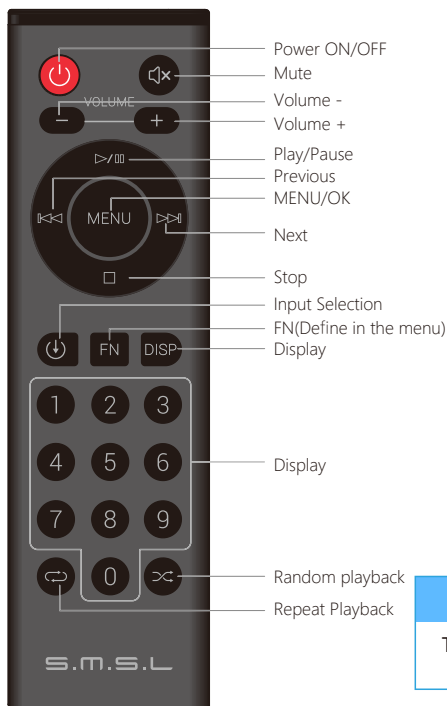 Power ON/OFF
Mute
VOLUME
Volume -
Volume +
Play/Pause
Previous
MENU
MENU/OK
Next
Stop
Input Selection
FN(Define in the menu)
FN
DISP
Display
1 2 3
4 5 6
Display
7 8 9
0
Random playback
Repeat Playback
S.M.S.L
T